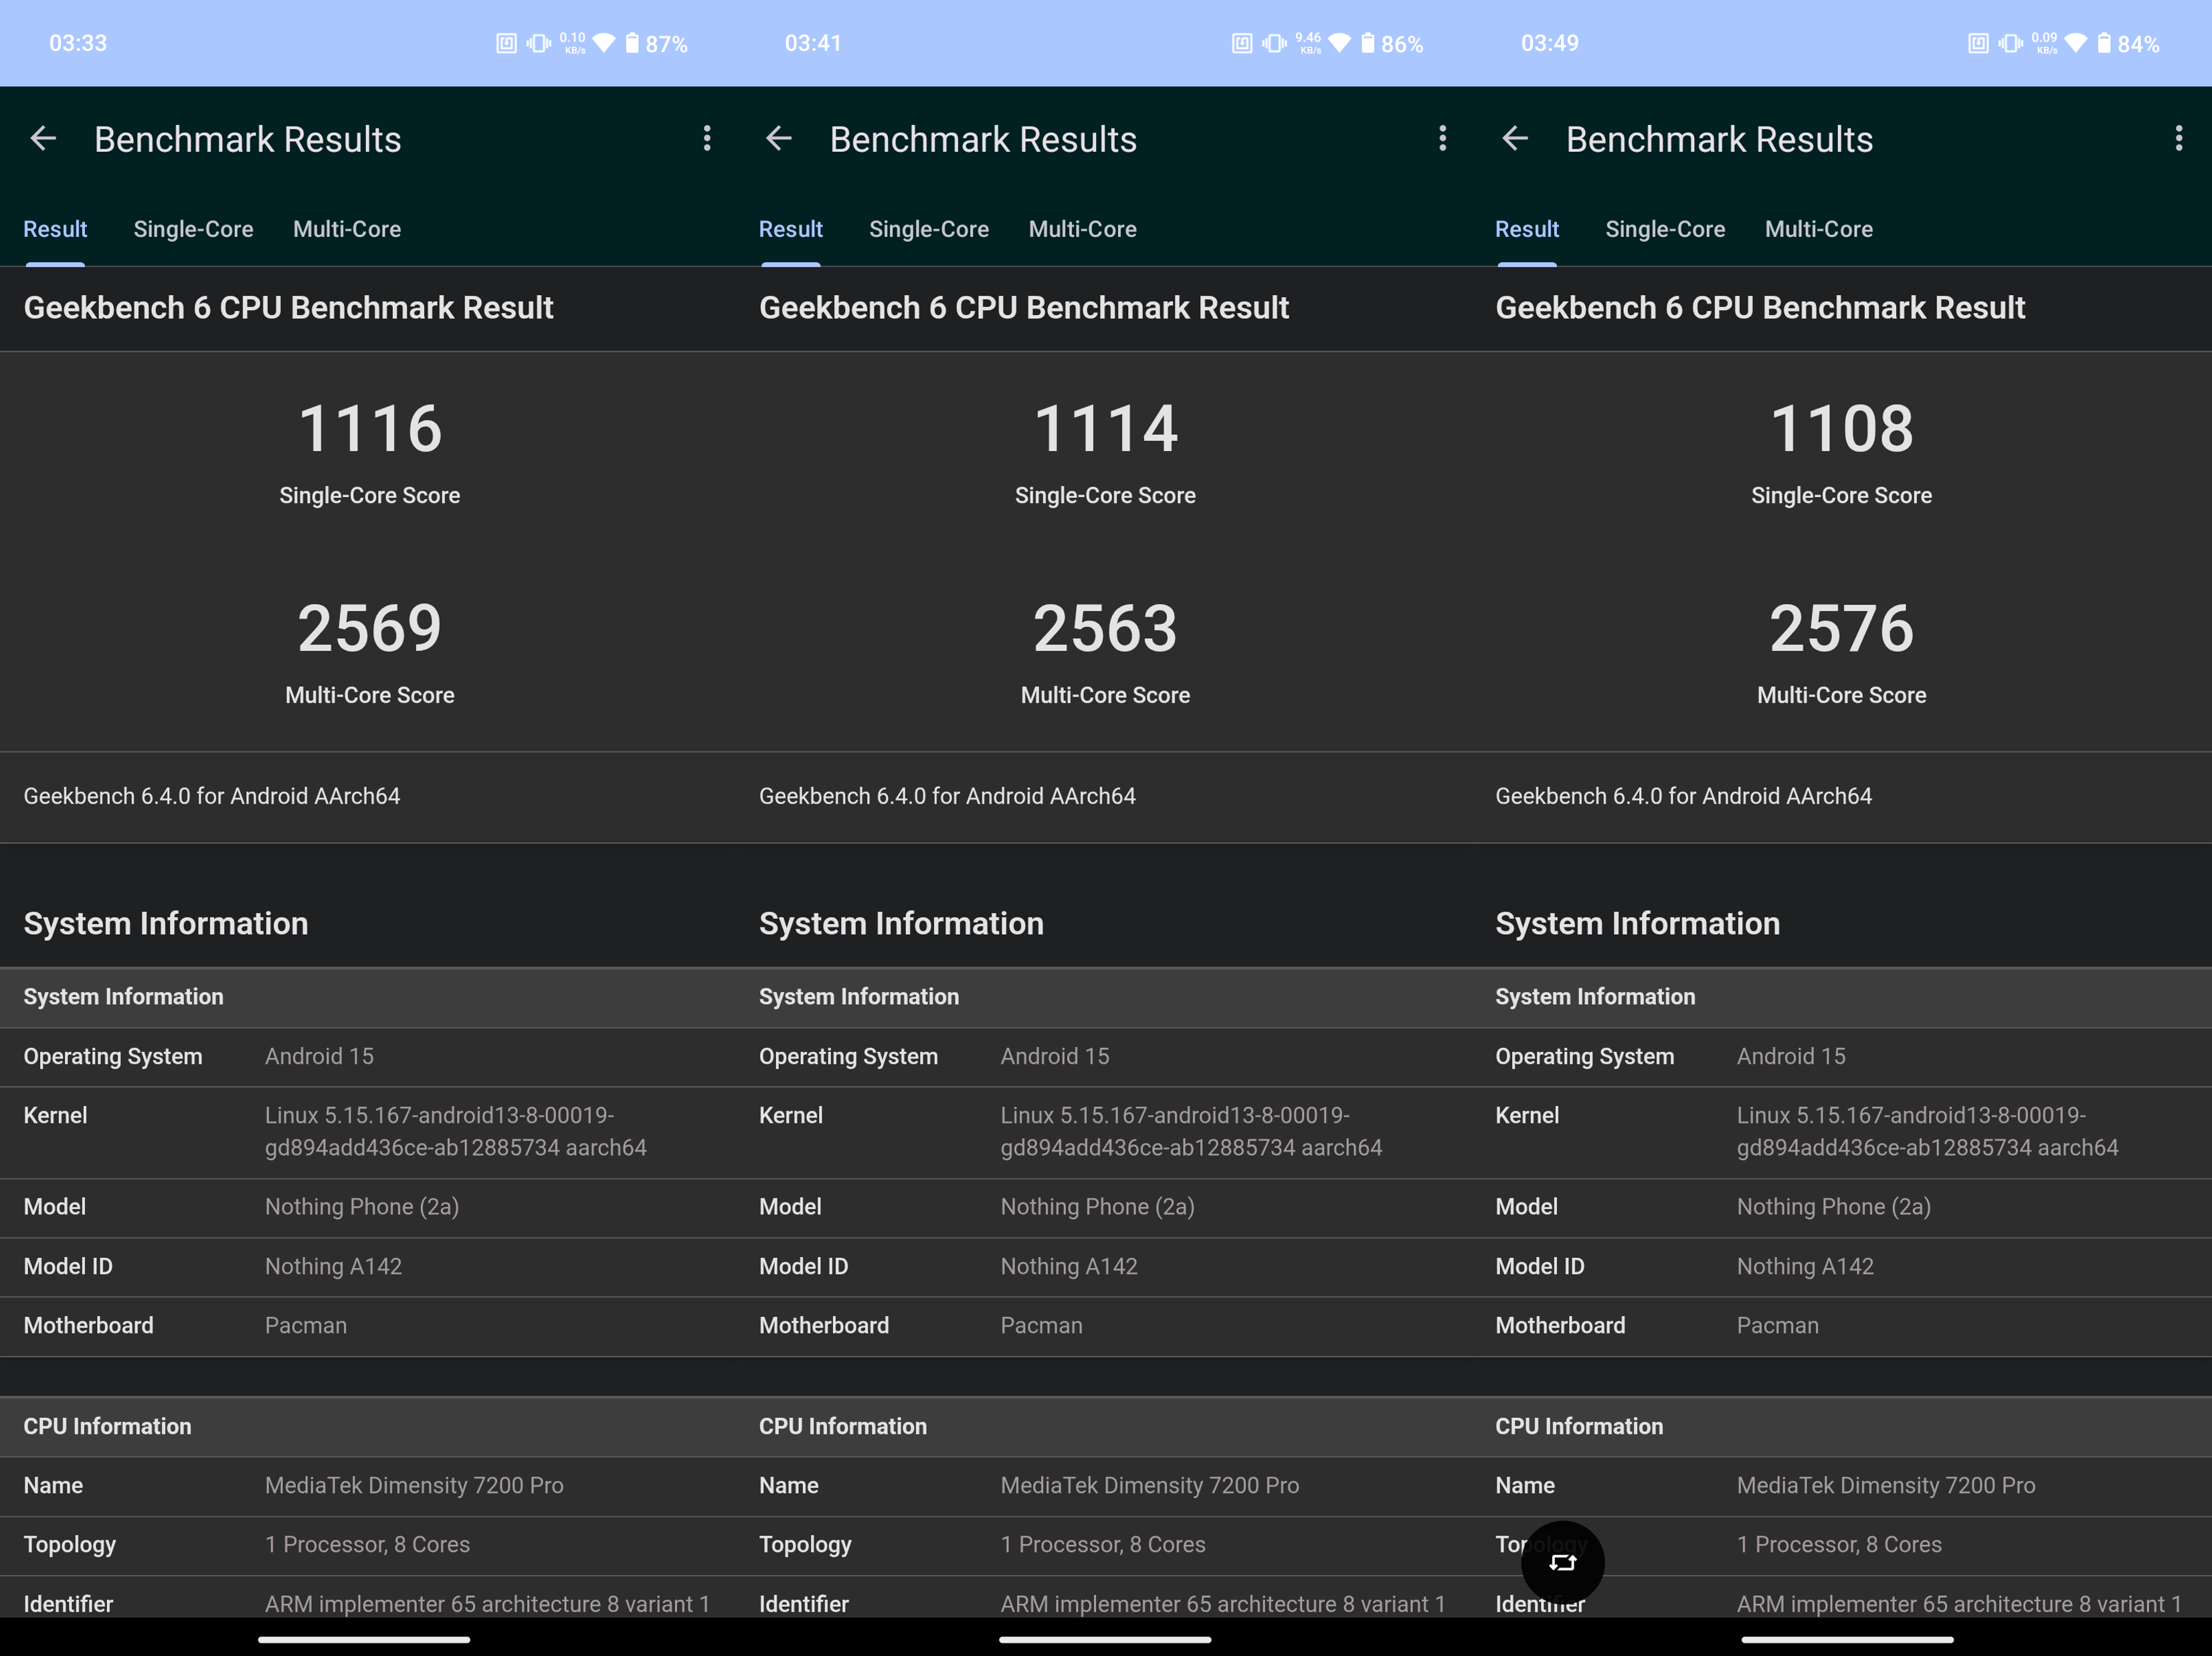 03:33
0.10
KB/s
87%
Benchmark Results
Result Single-Core Multi-Core
Geekbench 6 CPU Benchmark Result
1116
Single-Core Score
2569
Multi-Core Score
Geekbench 6.4.0 for Android AArch64
System Information
System Information
Operating System Android 15
Kernel Linux 5.15.167-android13-8-00019-
gd894add436ce-ab12885734 aarch64
Model Nothing Phone (2a)
Model ID Nothing A142
Motherboard Pacman
CPU Information
Name MediaTek Dimensity 7200 Pro
Topology 1 Processor, 8 Cores
Identifier ARM implementer 65 architecture 8 variant 1
03:41
9.46
KB/s
86%
Benchmark Results
Result Single-Core Multi-Core
Geekbench 6 CPU Benchmark Result
1114
Single-Core Score
2563
Multi-Core Score
Geekbench 6.4.0 for Android AArch64
System Information
System Information
Operating System Android 15
Kernel Linux 5.15.167-android13-8-00019-
gd894add436ce-ab12885734 aarch64
Model Nothing Phone (2a)
Model ID Nothing A142
Motherboard Pacman
CPU Information
Name MediaTek Dimensity 7200 Pro
Topology 1 Processor, 8 Cores
Identifier ARM implementer 65 architecture 8 variant 1
03:49
0.09
KB/s
84%
Benchmark Results
Result Single-Core Multi-Core
Geekbench 6 CPU Benchmark Result
1108
Single-Core Score
2576
Multi-Core Score
Geekbench 6.4.0 for Android AArch64
System Information
System Information
Operating System Android 15
Kernel Linux 5.15.167-android13-8-00019-
gd894add436ce-ab12885734 aarch64
Model Nothing Phone (2a)
Model ID Nothing A142
Motherboard Pacman
CPU Information
Name MediaTek Dimensity 7200 Pro
Topology 1 Processor, 8 Cores
Identifier ARM implementer 65 architecture 8 variant 1